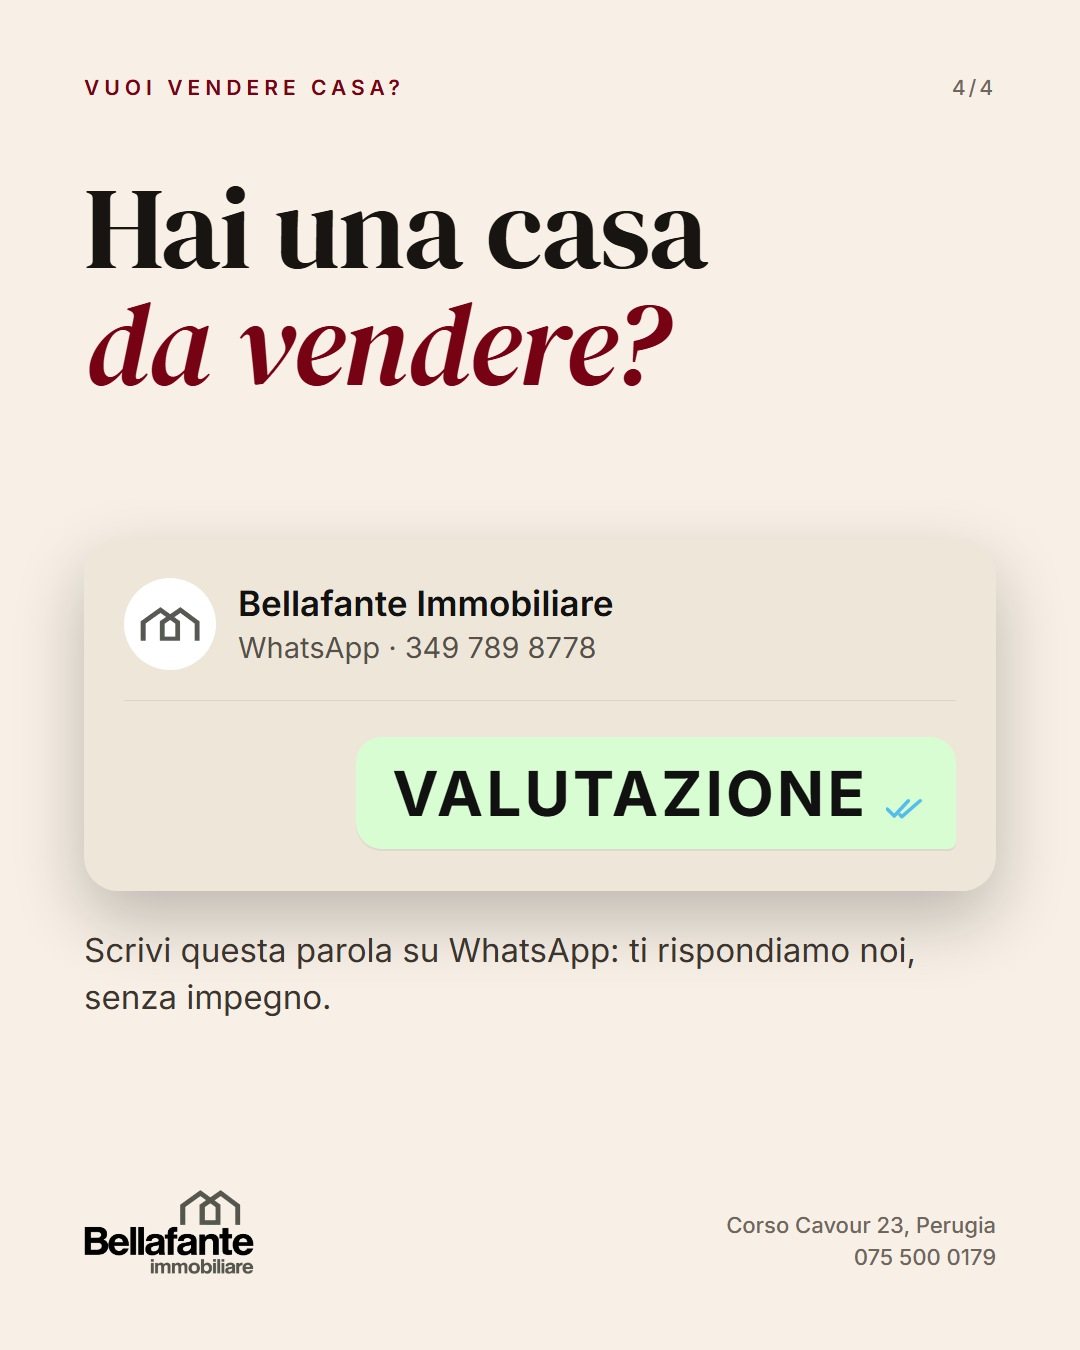 VUOI VENDERE CASA?
4/4
Hai una casa
da vendere?
Bellafante Immobiliare
WhatsApp · 349 789 8778
VALUTAZIONE
Scrivi questa parola su WhatsApp: ti rispondiamo noi,
senza impegno.
Bellafante
immobiliare
Corso Cavour 23, Perugia
075 500 0179